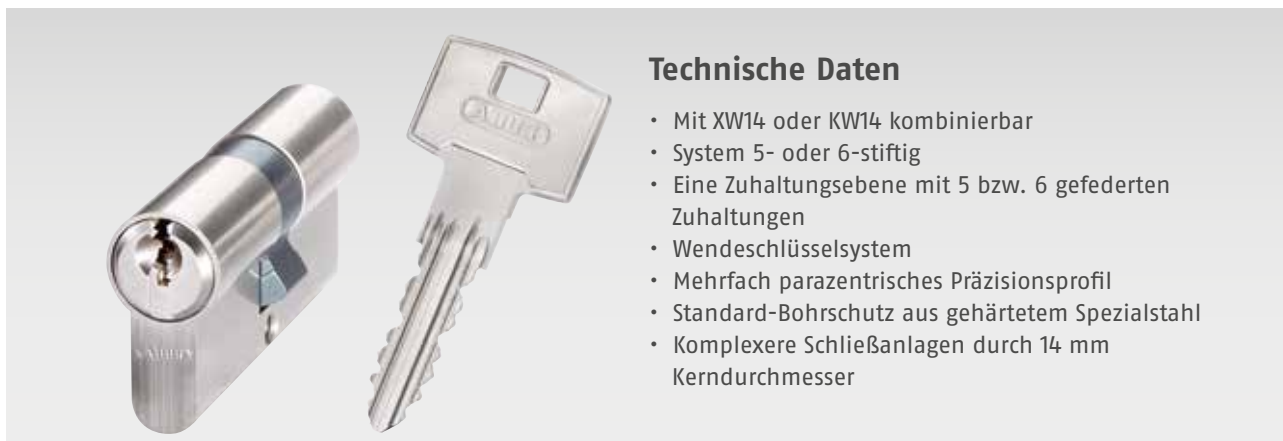 Technische Daten
• Mit XW14 oder KW14 kombinierbar
• System 5- oder 6-stiftig
• Eine Zuhaltungsebene mit 5 bzw. 6 gefederten
Zuhaltungen
• Wendeschlüsselsystem
• Mehrfach parazentrisches Präzisionsprofil
• Standard-Bohrschutz aus gehärtetem Spezialstahl
• Komplexere Schließanlagen durch 14 mm
Kerndurchmesser
ABUS